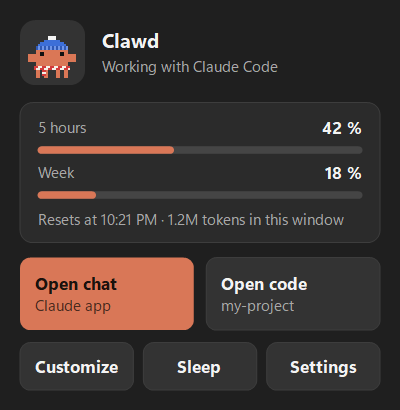 Clawd
Working with Claude Code
5 hours 42 %
Week 18 %
Resets at 10:21 PM · 1.2M tokens in this window
Open chat
Claude app
Open code
my-project
Customize
Sleep
Settings